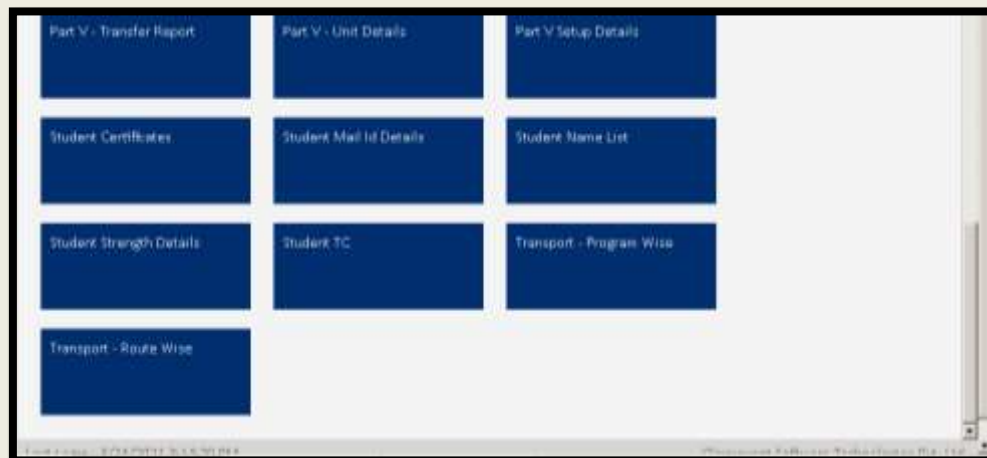 Part V - Transfer Report
Part V - Unit Details
Part V Setup Details
Student Certificates
Student Mail Id Details
Student Name List
Student Strength Details
Student TC
Transport - Program Wise
Transport - Route Wise